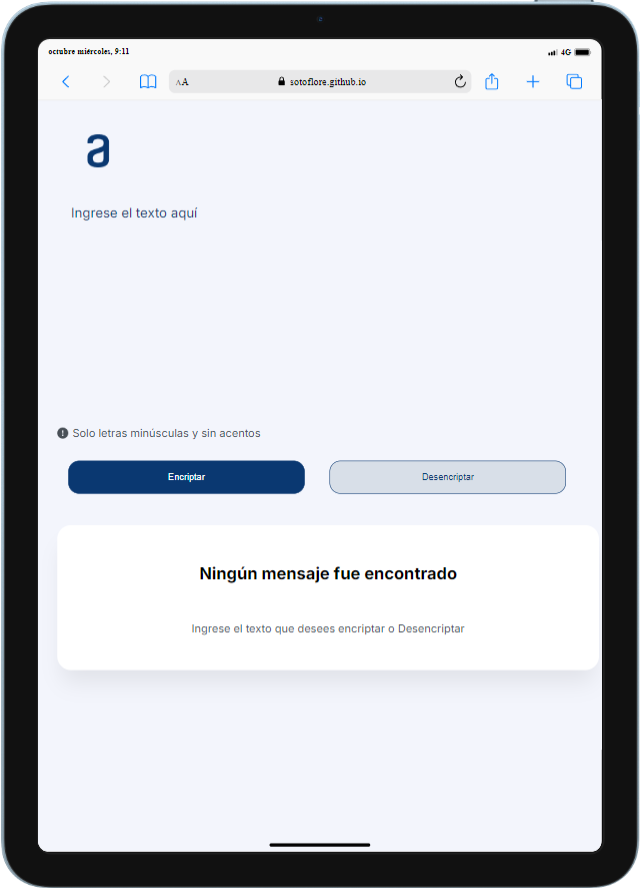 octubre miércoles, 9:11
4G
AA
sotoflore.github.io
a
Ingrese el texto aquí
Solo letras minúsculas y sin acentos
Encriptar
Desencriptar
Ningún mensaje fue encontrado
Ingrese el texto que desees encriptar o Desencriptar